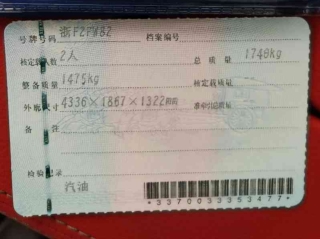 号牌号码 浙F2FW82 档案编号
核定载人数 2人 总质量 1748kg
整备质量 1475kg 核定载质量
外廓尺寸 4336×1867×1322mm 准牵引总质量
备注
检验记录
汽油
*3370003353477*